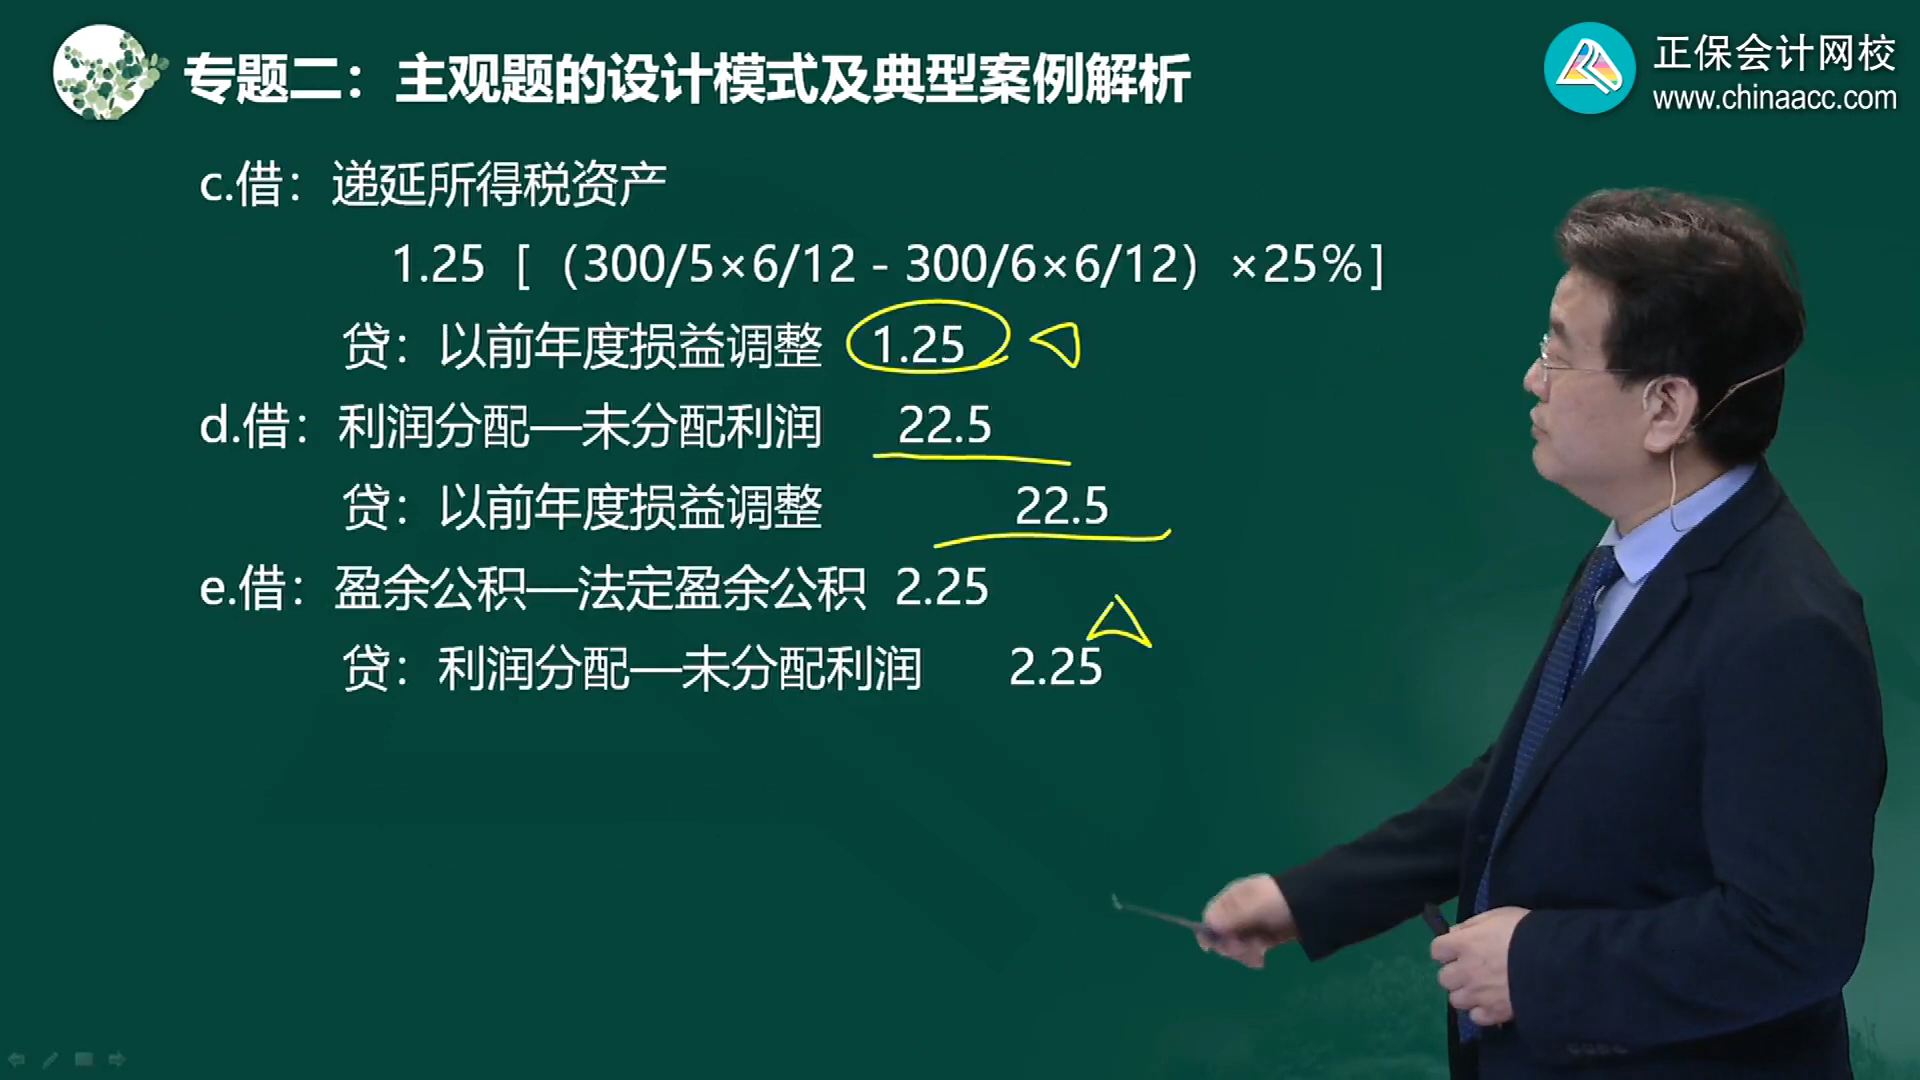 专题二：主观题的设计模式及典型案例解析
正保会计网校
www.chinaacc.com
c.借：递延所得税资产
1.25［（300/5×6/12－300/6×6/12）×25%］
贷：以前年度损益调整 1.25
d.借：利润分配—未分配利润 22.5
贷：以前年度损益调整 22.5
e.借：盈余公积—法定盈余公积 2.25
贷：利润分配—未分配利润 2.25